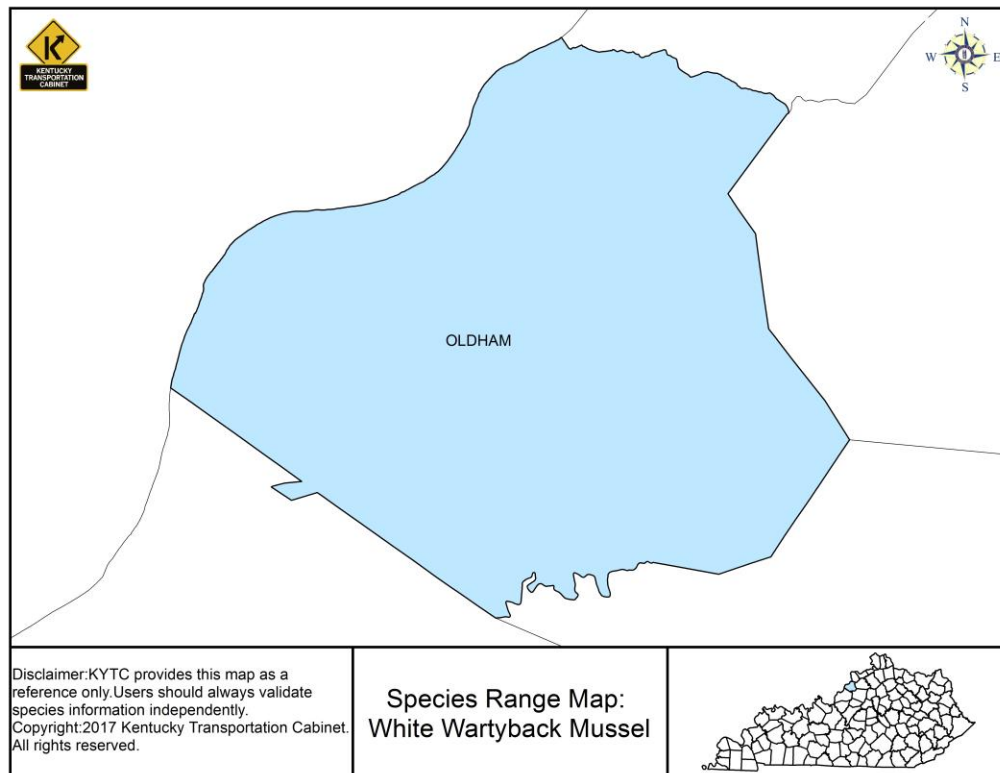 KENTUCKY
TRANSPORTATION
CABINET
N
W
E
S
OLDHAM
Disclaimer:KYTC provides this map as a
reference only.Users should always validate
species information independently.
Copyright:2017 Kentucky Transportation Cabinet.
All rights reserved.
Species Range Map:
White Wartyback Mussel